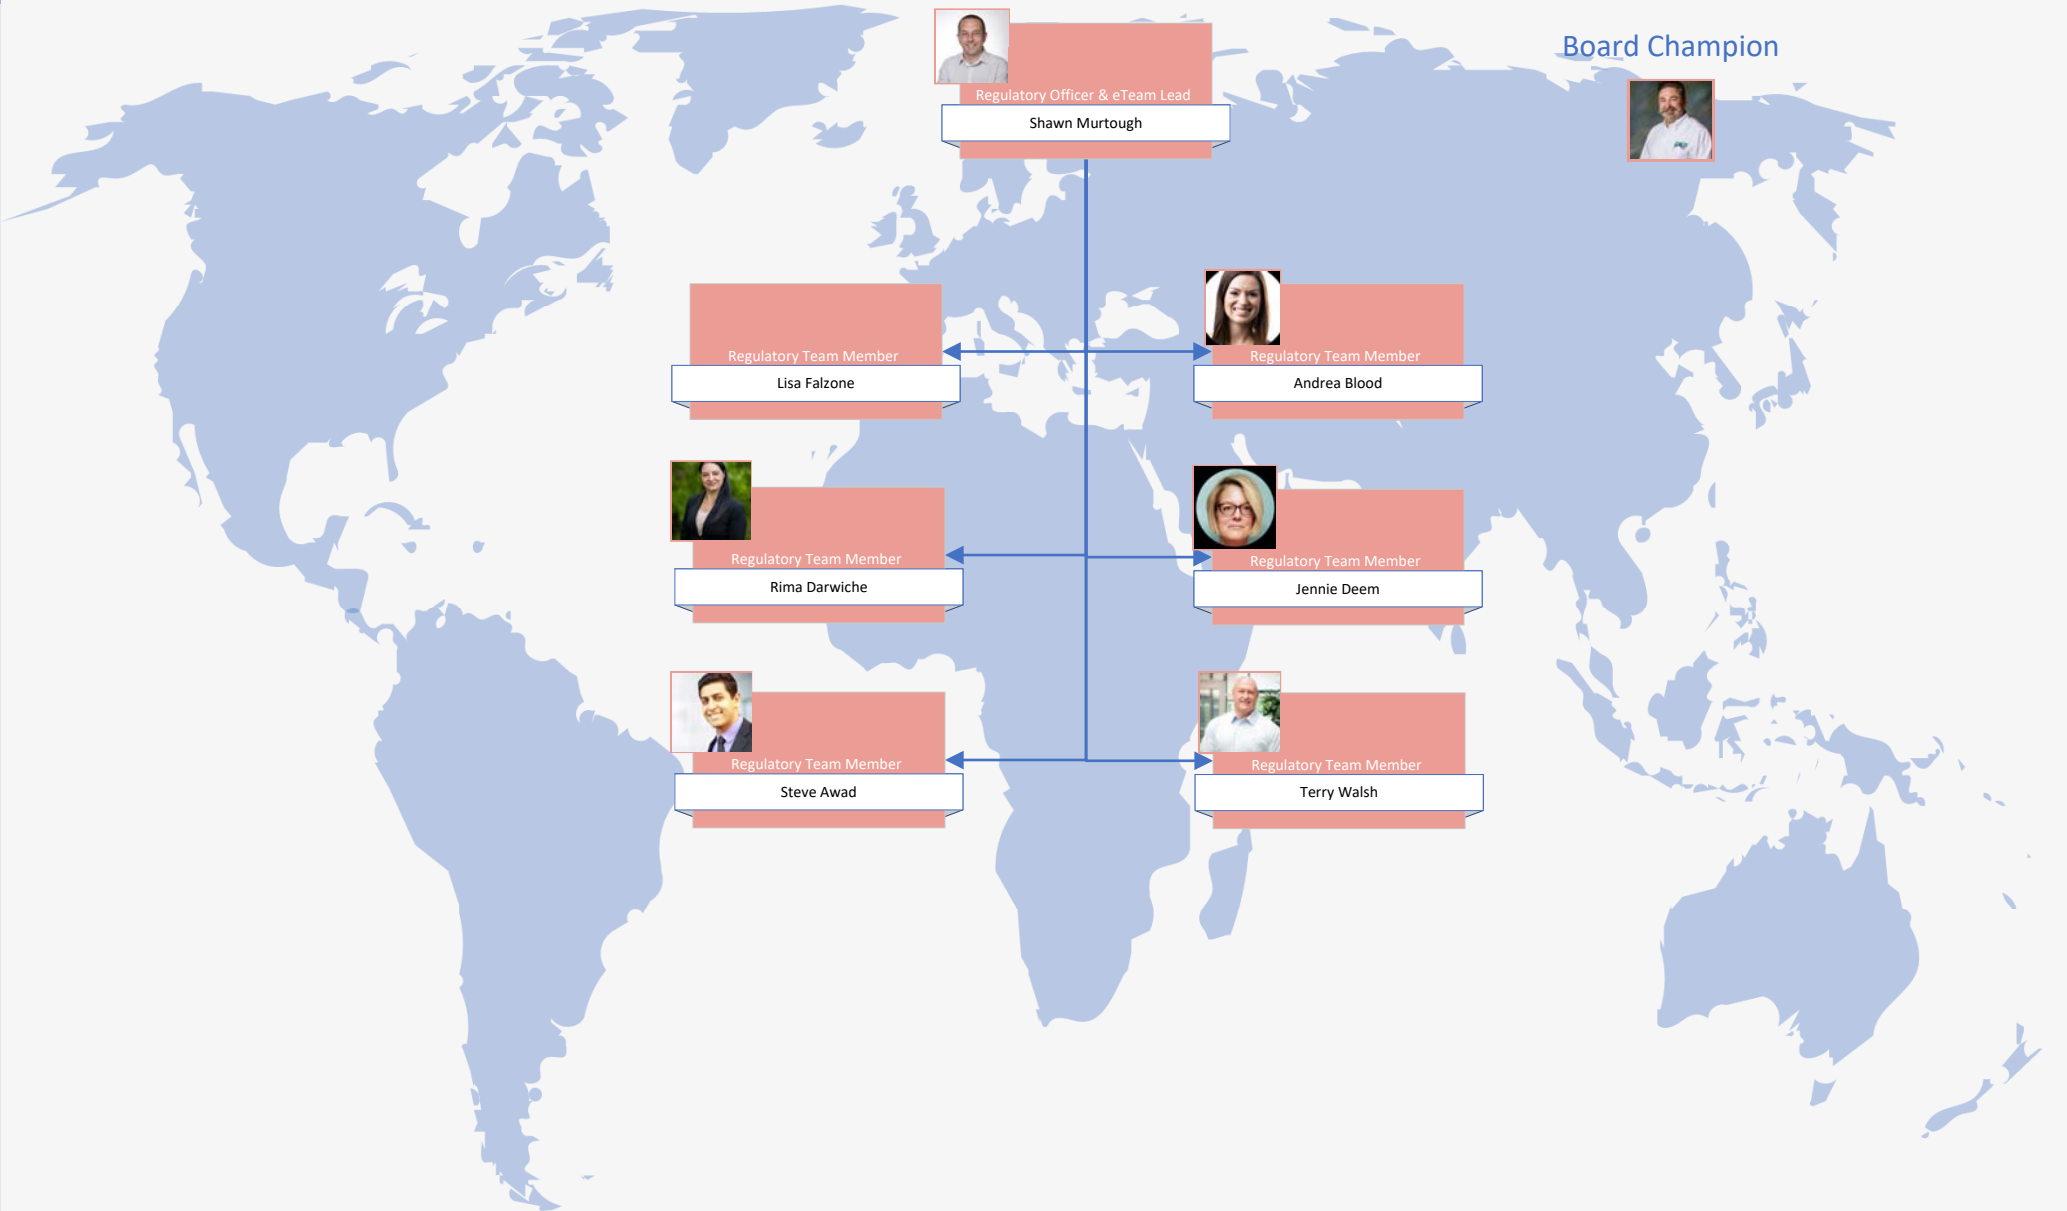 Board Champion
Regulatory Officer & eTeam Lead
Shawn Murtough
Regulatory Team Member
Lisa Falzone
Regulatory Team Member
Andrea Blood
Regulatory Team Member
Rima Darwiche
Regulatory Team Member
Jennie Deem
Regulatory Team Member
Steve Awad
Regulatory Team Member
Terry Walsh